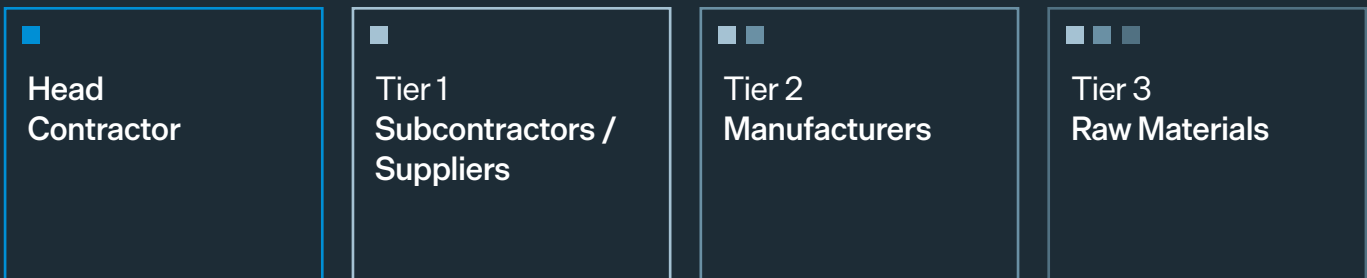 Head
Contractor
Tier 1
Subcontractors /
Suppliers
Tier 2
Manufacturers
Tier 3
Raw Materials